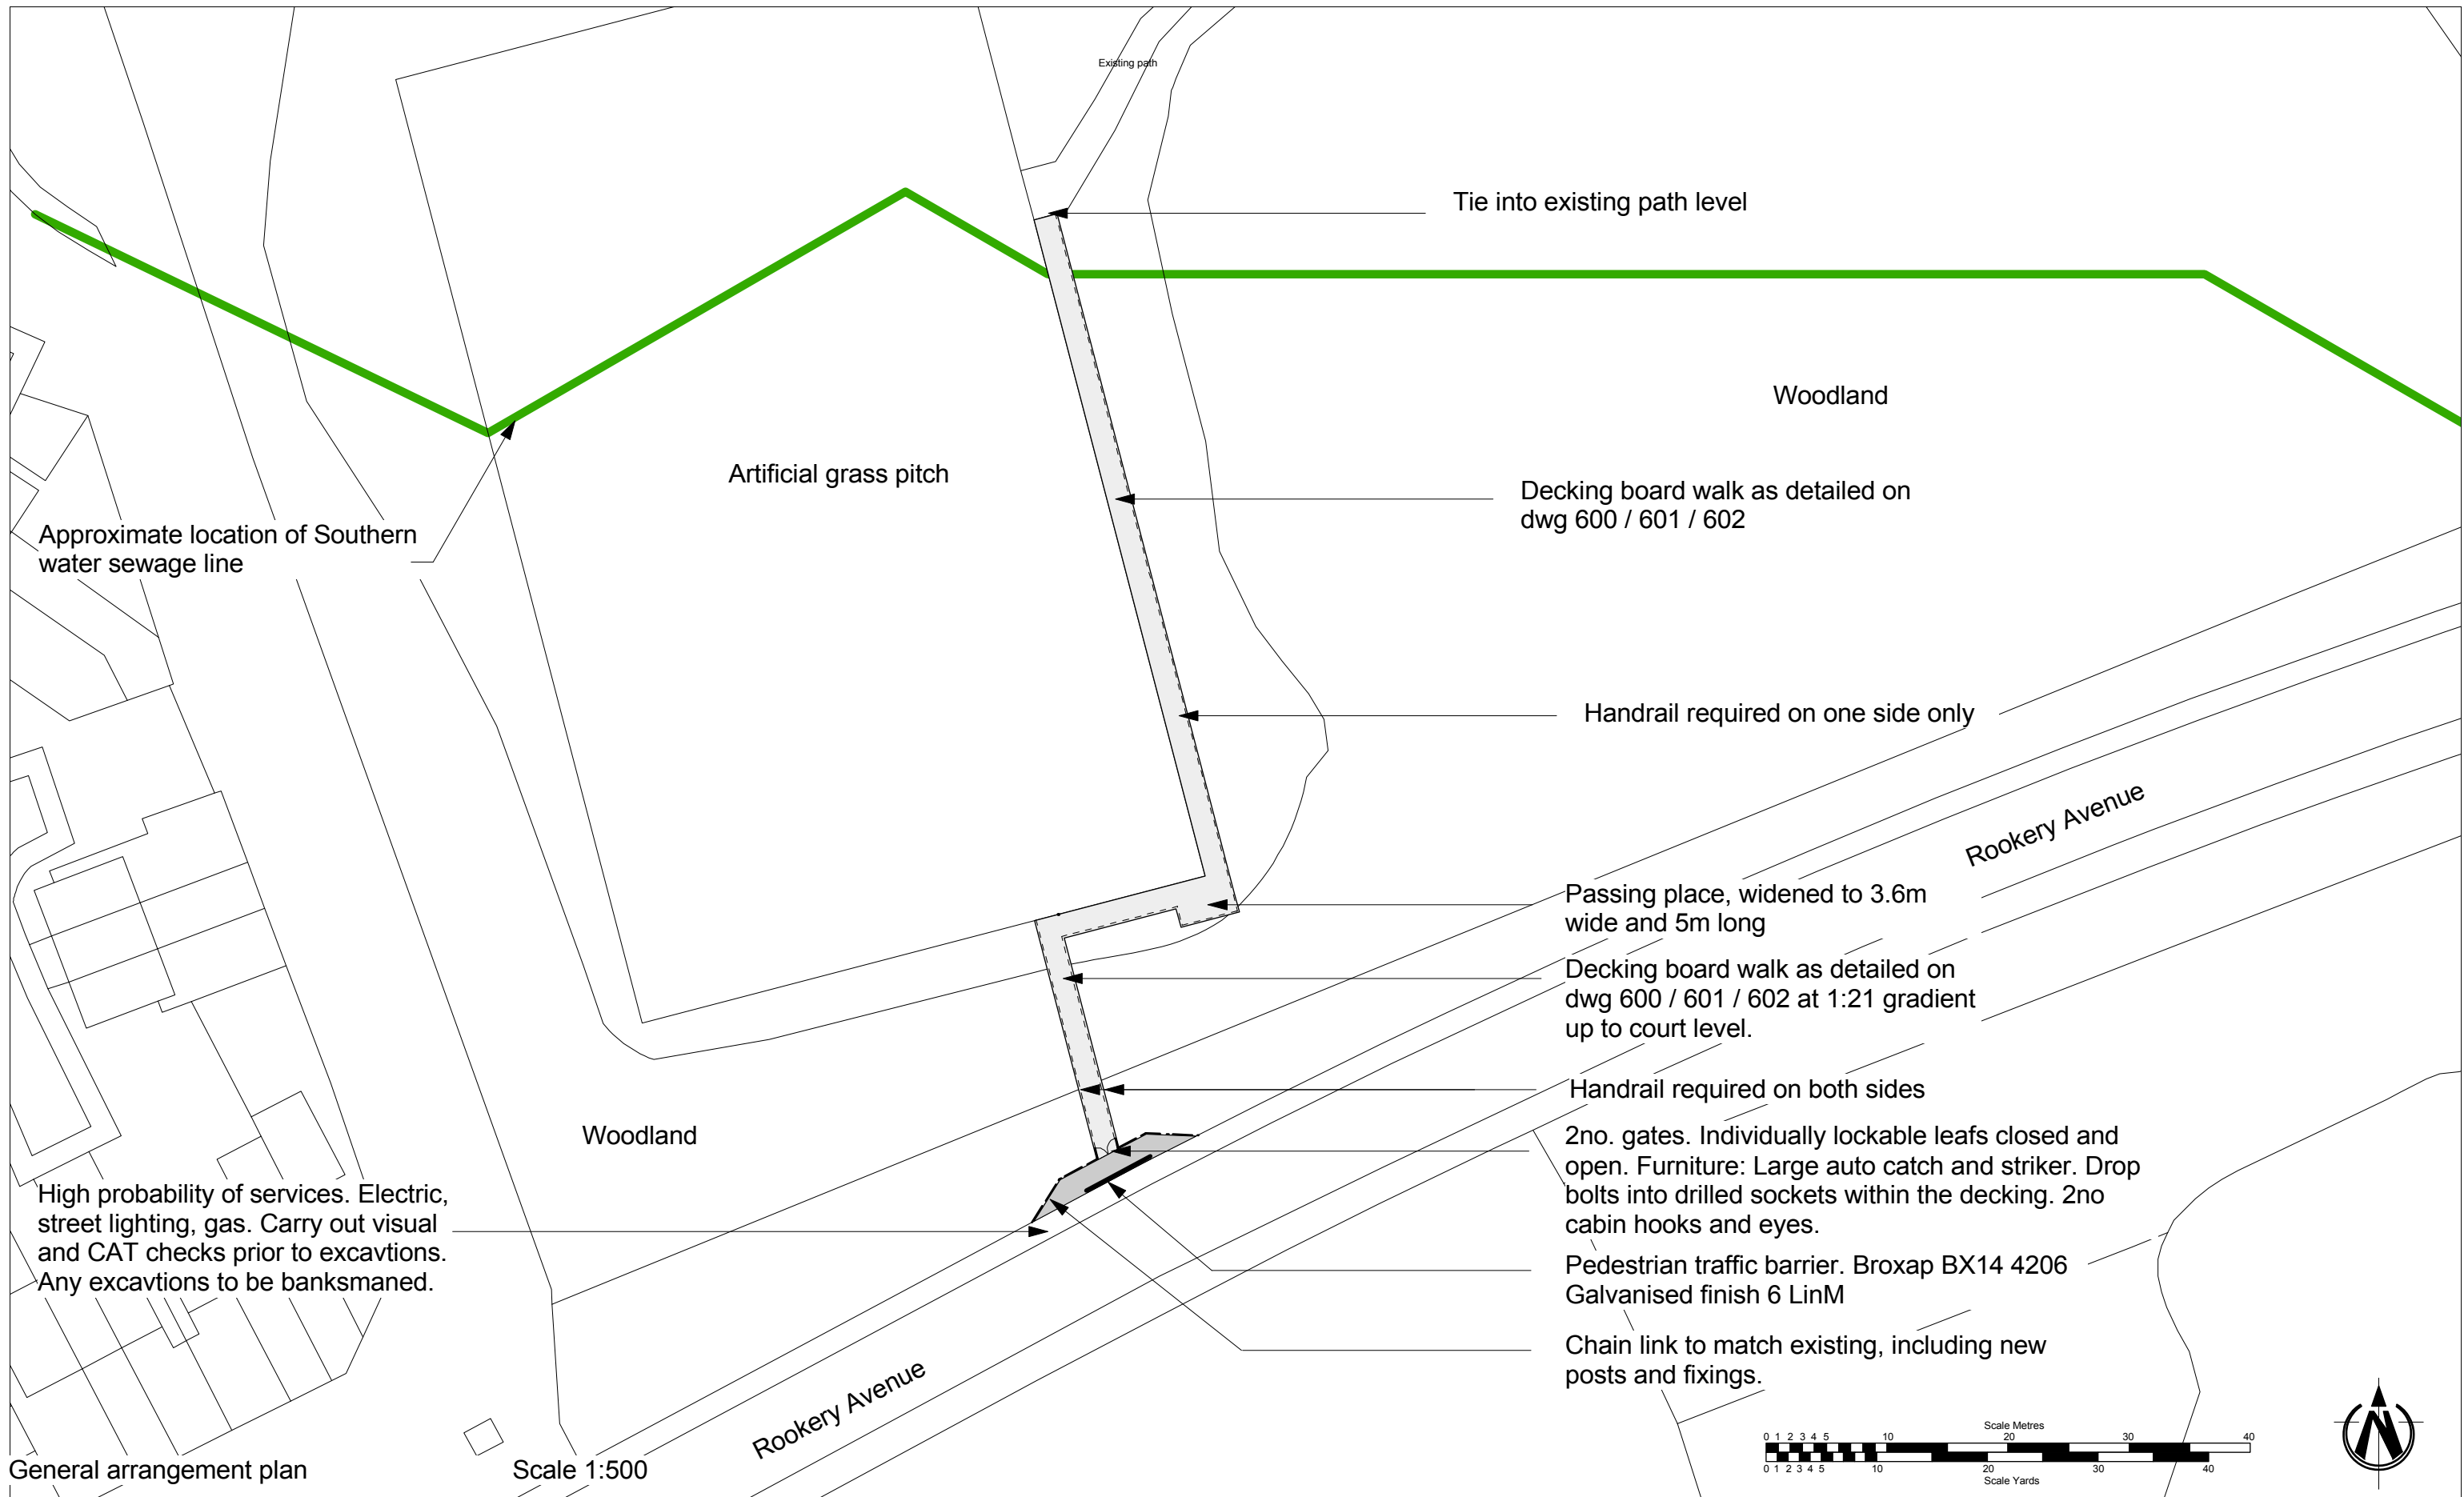 Existing path
Tie into existing path level
Woodland
Artificial grass pitch
Decking board walk as detailed on
dwg 600 / 601 / 602
Approximate location of Southern
water sewage line
Handrail required on one side only
Rookery Avenue
Passing place, widened to 3.6m
wide and 5m long
Decking board walk as detailed on
dwg 600 / 601 / 602 at 1:21 gradient
up to court level.
Handrail required on both sides
Woodland
2no. gates. Individually lockable leafs closed and
open. Furniture: Large auto catch and striker. Drop
bolts into drilled sockets within the decking. 2no
cabin hooks and eyes.
High probability of services. Electric,
street lighting, gas. Carry out visual
and CAT checks prior to excavtions.
Any excavtions to be banksmaned.
Pedestrian traffic barrier. Broxap BX14 4206
Galvanised finish 6 LinM
Chain link to match existing, including new
posts and fixings.
Rookery Avenue
Scale Metres
0 1 2 3 4 5 10 20 30 40
0 1 2 3 4 5 10 20 30 40
Scale Yards
N
General arrangement plan
Scale 1:500